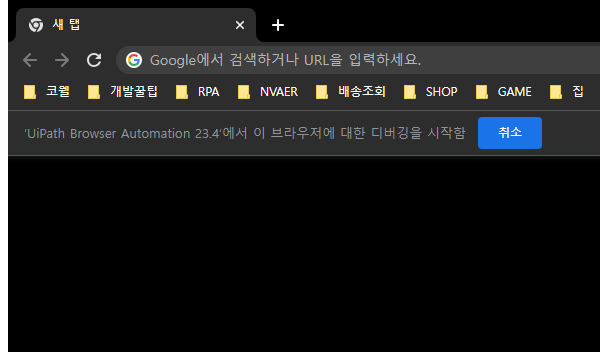 새 탭
Google에서 검색하거나 URL을 입력하세요.
코웰 개발꿀팁 RPA NVAER 배송조회 SHOP GAME 집
'UiPath Browser Automation 23.4'에서 이 브라우저에 대한 디버깅을 시작함 취소